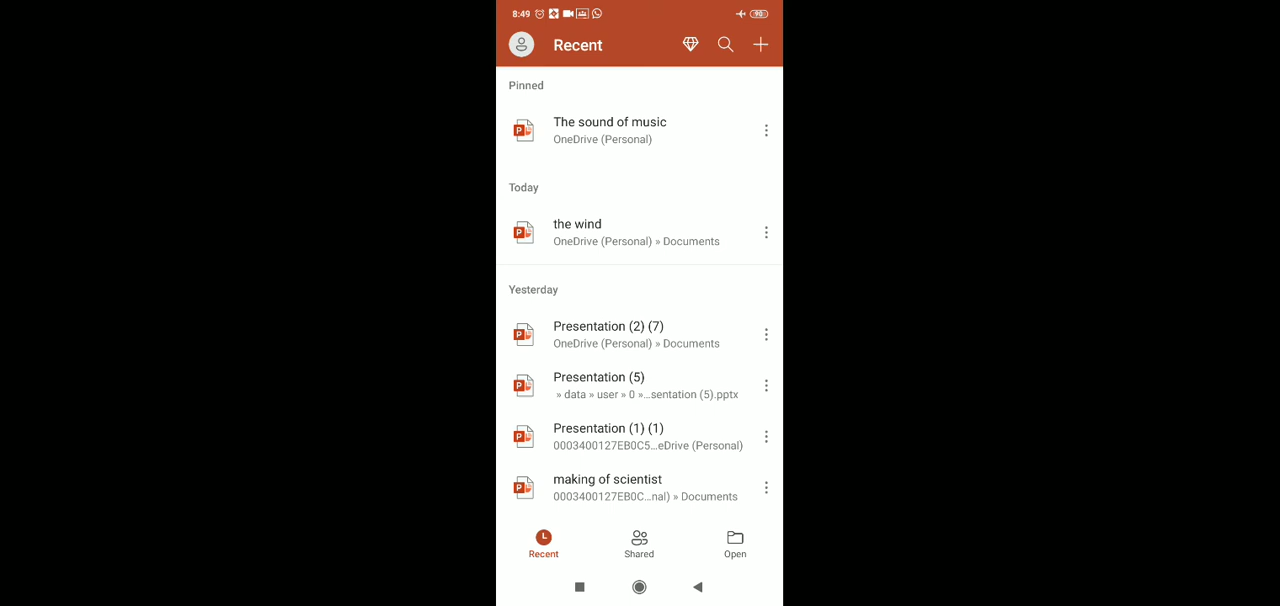 8:49
90
Recent
Pinned
The sound of music
OneDrive (Personal)
Today
the wind
OneDrive (Personal) » Documents
Yesterday
Presentation (2) (7)
OneDrive (Personal) » Documents
Presentation (5)
» data » user » 0 »...sentation (5).pptx
Presentation (1) (1)
0003400127EB0C5...eDrive (Personal)
making of scientist
0003400127EB0C...nal) » Documents
Recent
Shared
Open